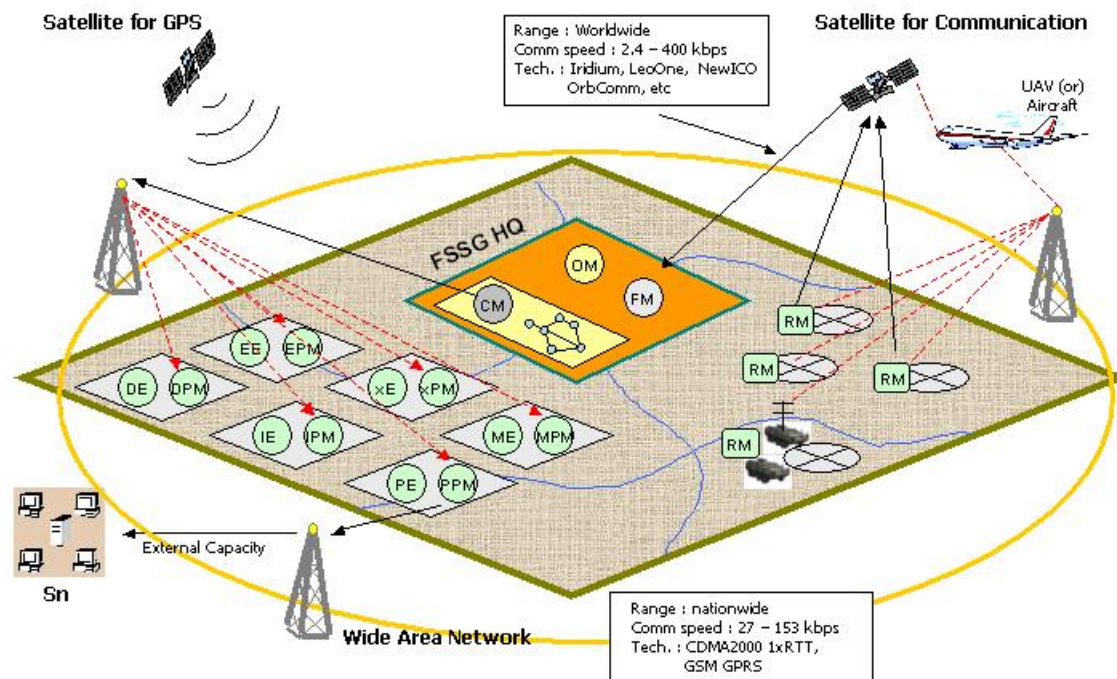 Satellite for GPS
Range : Worldwide
Comm speed : 2.4 – 400 kbps
Tech. : Iridium, LeoOne, NewICO
OrbComm, etc
Satellite for Communication
UAV (or)
Aircraft
FSSG HQ
OM
CM
FM
RM
EE EPM
DE DPM
xE xPM
RM
RM
IE IPM
ME MPM
RM
PE PPM
External Capacity
Sn
Wide Area Network
Range : nationwide
Comm speed : 27 – 153 kbps
Tech. : CDMA2000 1xRTT,
GSM GPRS